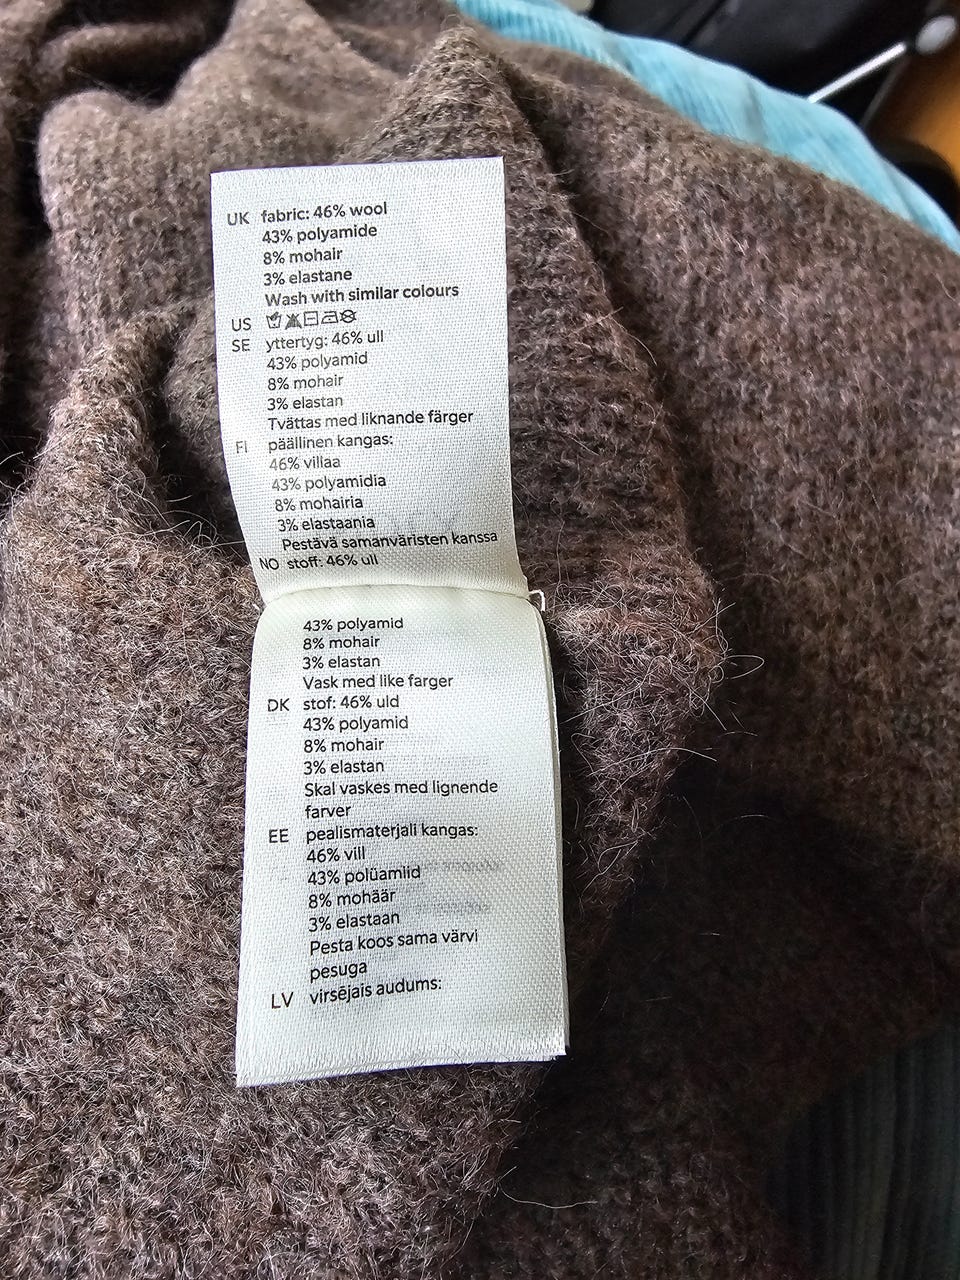 UK fabric: 46% wool
43% polyamide
8% mohair
3% elastane
Wash with similar colours
US
SE yttertyg: 46% ull
43% polyamid
8% mohair
3% elastan
Tvättas med liknande färger
FI päällinen kangas:
46% villaa
43% polyamidia
8% mohairia
3% elastaania
Pestävä samanväristen kanssa
NO stoff: 46% ull
43% polyamid
8% mohair
3% elastan
Vask med like farger
DK stof: 46% uld
43% polyamid
8% mohair
3% elastan
Skal vaskes med lignende
farver
EE pealismaterjali kangas:
46% vill
43% polüamiid
8% mohäär
3% elastaan
Pesta koos sama värvi
pesuga
LV virsējais audums: